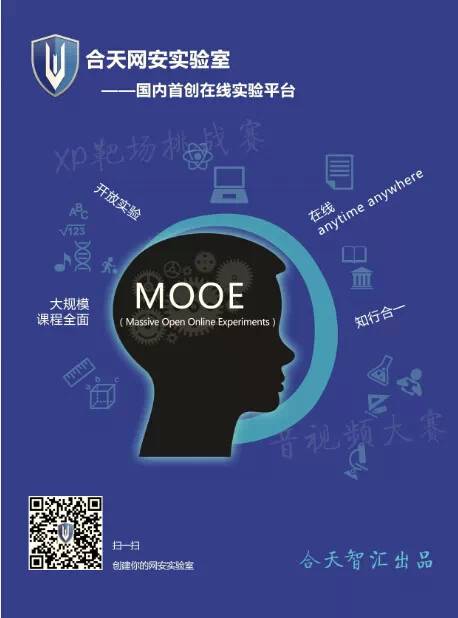 合天网安实验室
——国内首创在线实验平台
XP靶场挑战赛
开放实验
在线
anytime anywhere
ABC
√123
大规模
课程全面
MOOE
( Massive Open Online Experiments )
知行合一
音视频大赛
扫一扫
创建你的网安实验室
合天智汇出品